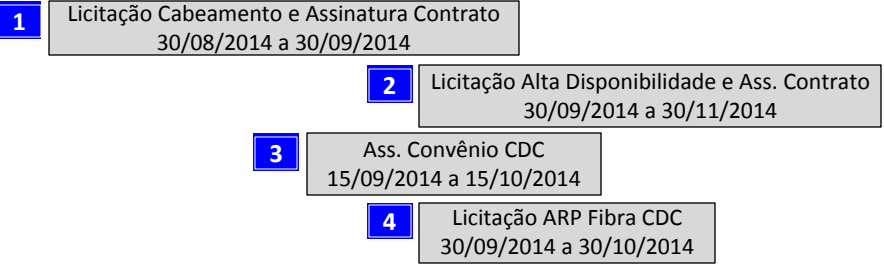 1
Licitação Cabeamento e Assinatura Contrato
30/08/2014 a 30/09/2014
2
Licitação Alta Disponibilidade e Ass. Contrato
30/09/2014 a 30/11/2014
3
Ass. Convênio CDC
15/09/2014 a 15/10/2014
4
Licitação ARP Fibra CDC
30/09/2014 a 30/10/2014